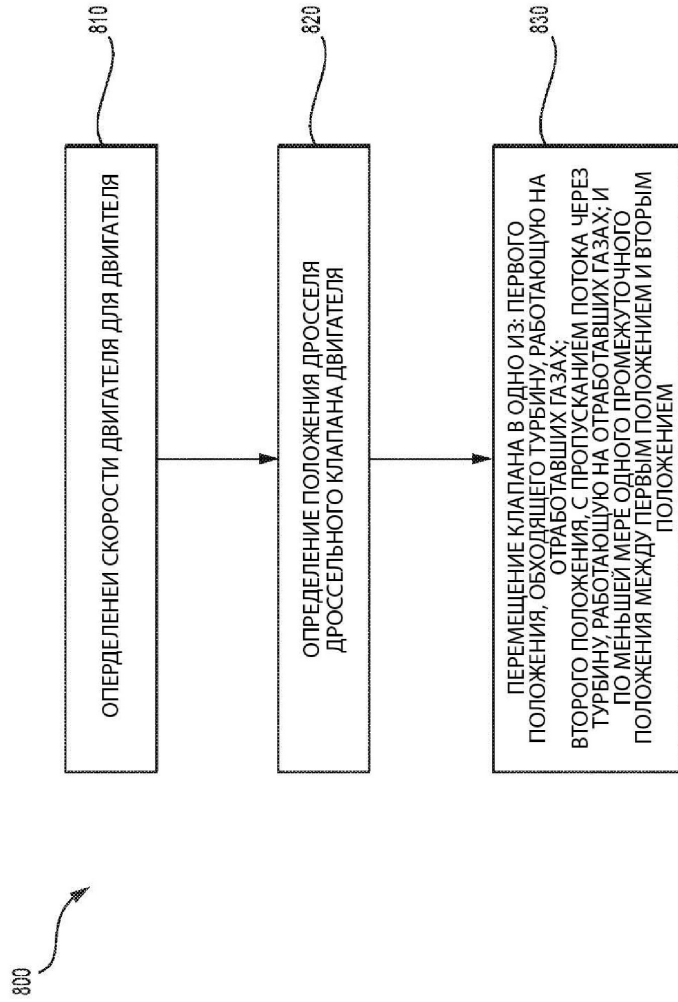 800
810
ОПЕРДЕЛЕНЕЙ СКОРОСТИ ДВИГАТЕЛЯ ДЛЯ ДВИГАТЕЛЯ
820
ОПРЕДЕЛЕНИЕ ПОЛОЖЕНИЯ ДРОССЕЛЯ
ДРОССЕЛЬНОГО КЛАПАНА ДВИГАТЕЛЯ
830
ПЕРЕМЕЩЕНИЕ КЛАПАНА В ОДНО ИЗ: ПЕРВОГО
ПОЛОЖЕНИЯ, ОБХОДЯЩЕГО ТУРБИНУ, РАБОТАЮЩУЮ НА
ОТРАБОТАВШИХ ГАЗАХ;
ВТОРОГО ПОЛОЖЕНИЯ, С ПРОПУСКАНИЕМ ПОТОКА ЧЕРЕЗ
ТУРБИНУ, РАБОТАЮЩУЮ НА ОТРАБОТАВШИХ ГАЗАХ; И
ПО МЕНЬШЕЙ МЕРЕ ОДНОГО ПРОМЕЖУТОЧНОГО
ПОЛОЖЕНИЯ МЕЖДУ ПЕРВЫМ ПОЛОЖЕНИЕМ И ВТОРЫМ
ПОЛОЖЕНИЕМ